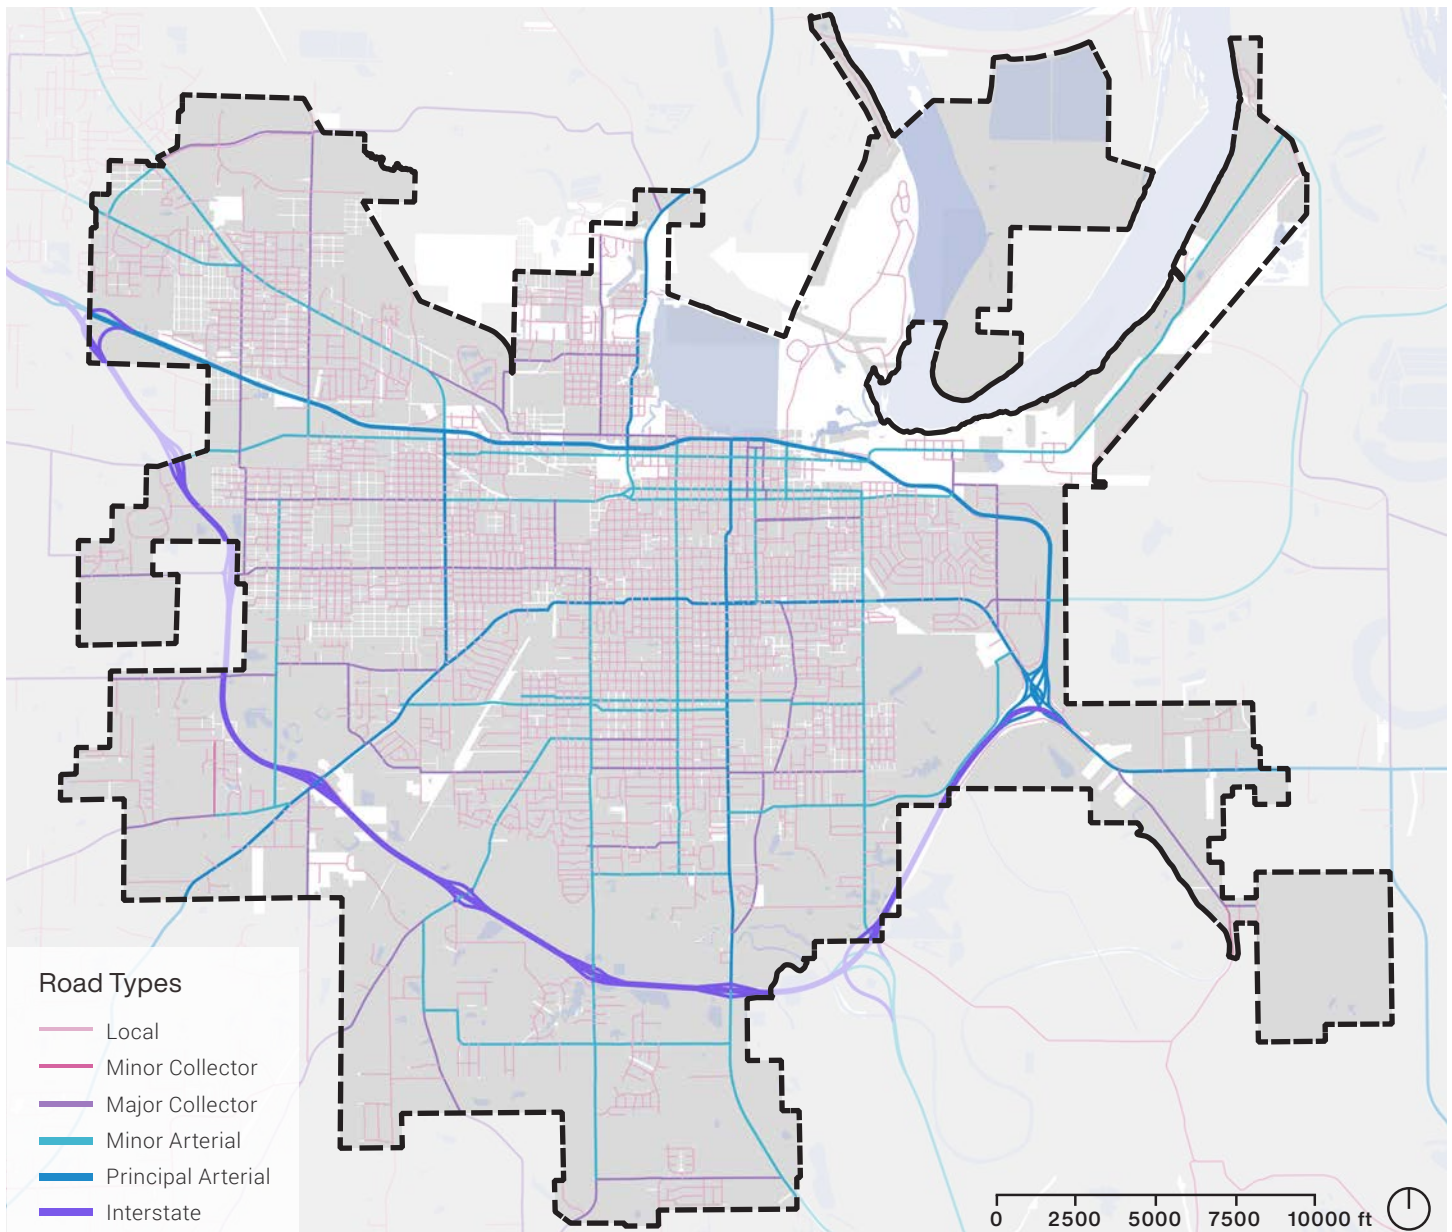 Road Types
Local
Minor Collector
Major Collector
Minor Arterial
Principal Arterial
Interstate
0 2500 5000 7500 10000 ft